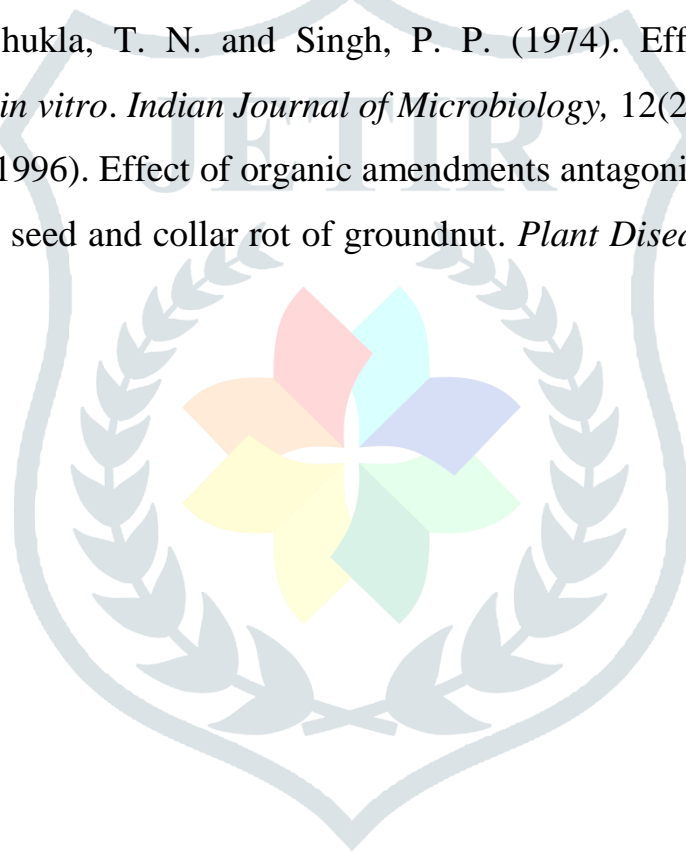 hukla, T. N. and Singh, P. P. (1974). Eff
in vitro. Indian Journal of Microbiology, 12(2
1996). Effect of organic amendments antagoni
seed and collar rot of groundnut. Plant Disea
JETIR